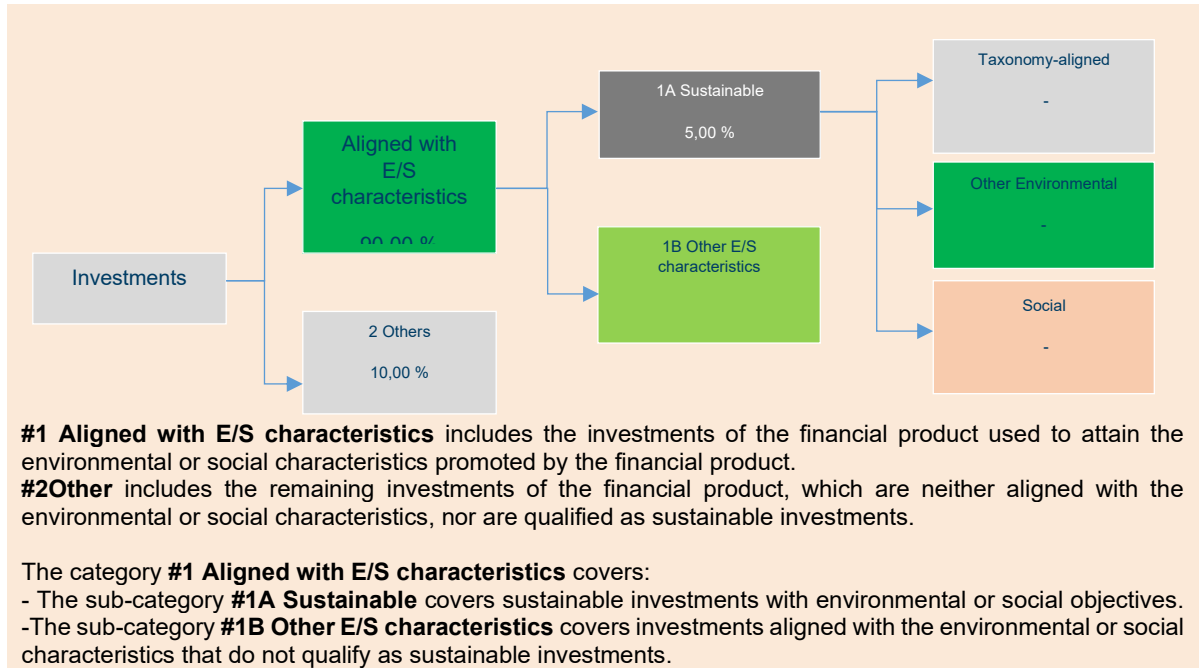 Taxonomy-aligned
-
1A Sustainable
5,00 %
Aligned with
E/S
characteristics
90,00 %
Other Environmental
-
1B Other E/S
characteristics
Investments
Social
-
2 Others
10,00 %
#1 Aligned with E/S characteristics includes the investments of the financial product used to attain the
environmental or social characteristics promoted by the financial product.
#2Other includes the remaining investments of the financial product, which are neither aligned with the
environmental or social characteristics, nor are qualified as sustainable investments.
The category #1 Aligned with E/S characteristics covers:
- The sub-category #1A Sustainable covers sustainable investments with environmental or social objectives.
-The sub-category #1B Other E/S characteristics covers investments aligned with the environmental or social
characteristics that do not qualify as sustainable investments.